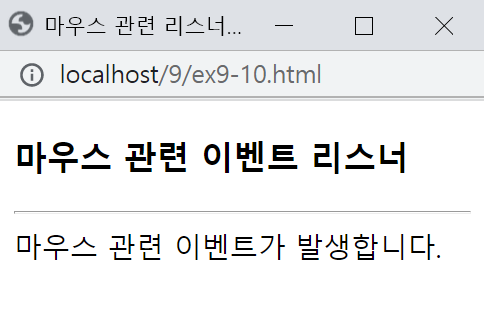 마우스 관련 리스너...
localhost/9/ex9-10.html
마우스 관련 이벤트 리스너
마우스 관련 이벤트가 발생합니다.